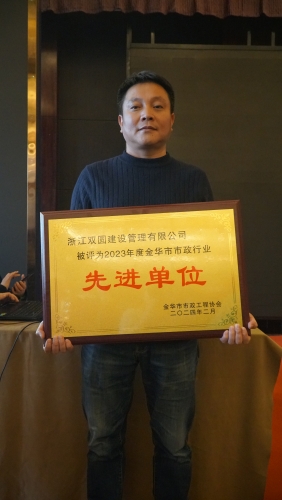 浙江双圆建设管理有限公司
被评为2023年度金华市市政行业
先进单位
金华市市政工程协会
二〇二四年二月